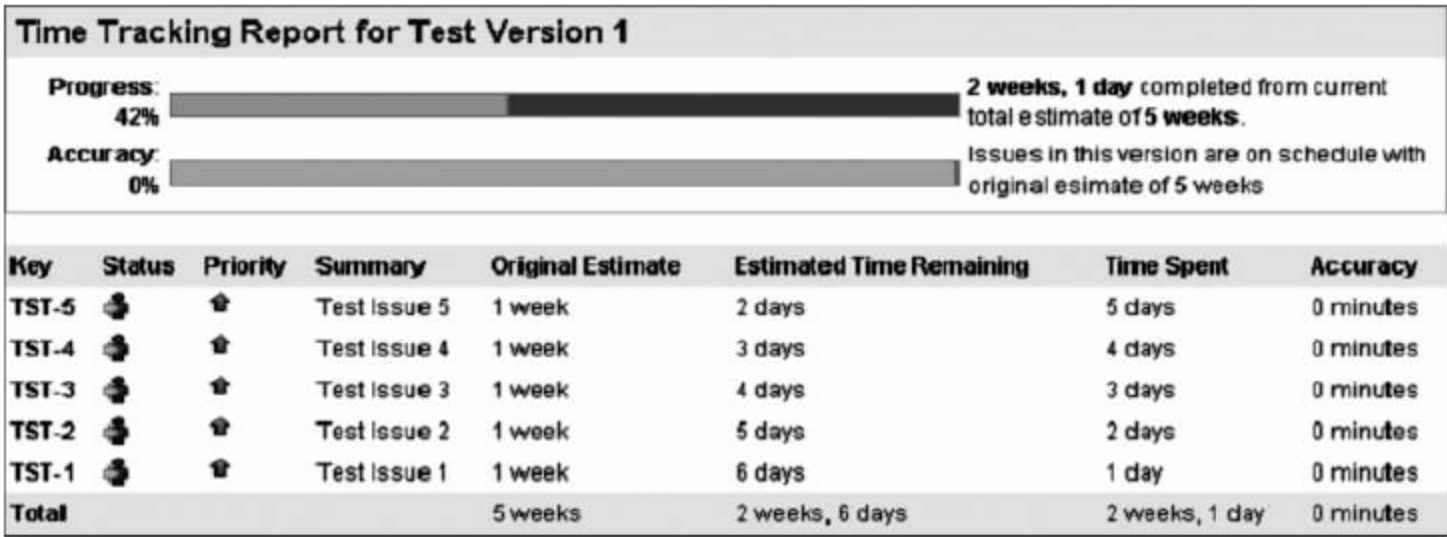 Time Tracking Report for Test Version 1
Progress: 2 weeks, 1 day completed from current
42% total estimate of 5 weeks.
Accuracy: Issues in this version are on schedule with
0% original esimate of 5 weeks
Key Status Priority Summary Original Estimate Estimated Time Remaining Time Spent Accuracy
TST-5 Test Issue 5 1 week 2 days 5 days 0 minutes
TST-4 Test Issue 4 1 week 3 days 4 days 0 minutes
TST-3 Test Issue 3 1 week 4 days 3 days 0 minutes
TST-2 Test Issue 2 1 week 5 days 2 days 0 minutes
TST-1 Test Issue 1 1 week 6 days 1 day 0 minutes
Total 5 weeks 2 weeks, 6 days 2 weeks, 1 day 0 minutes